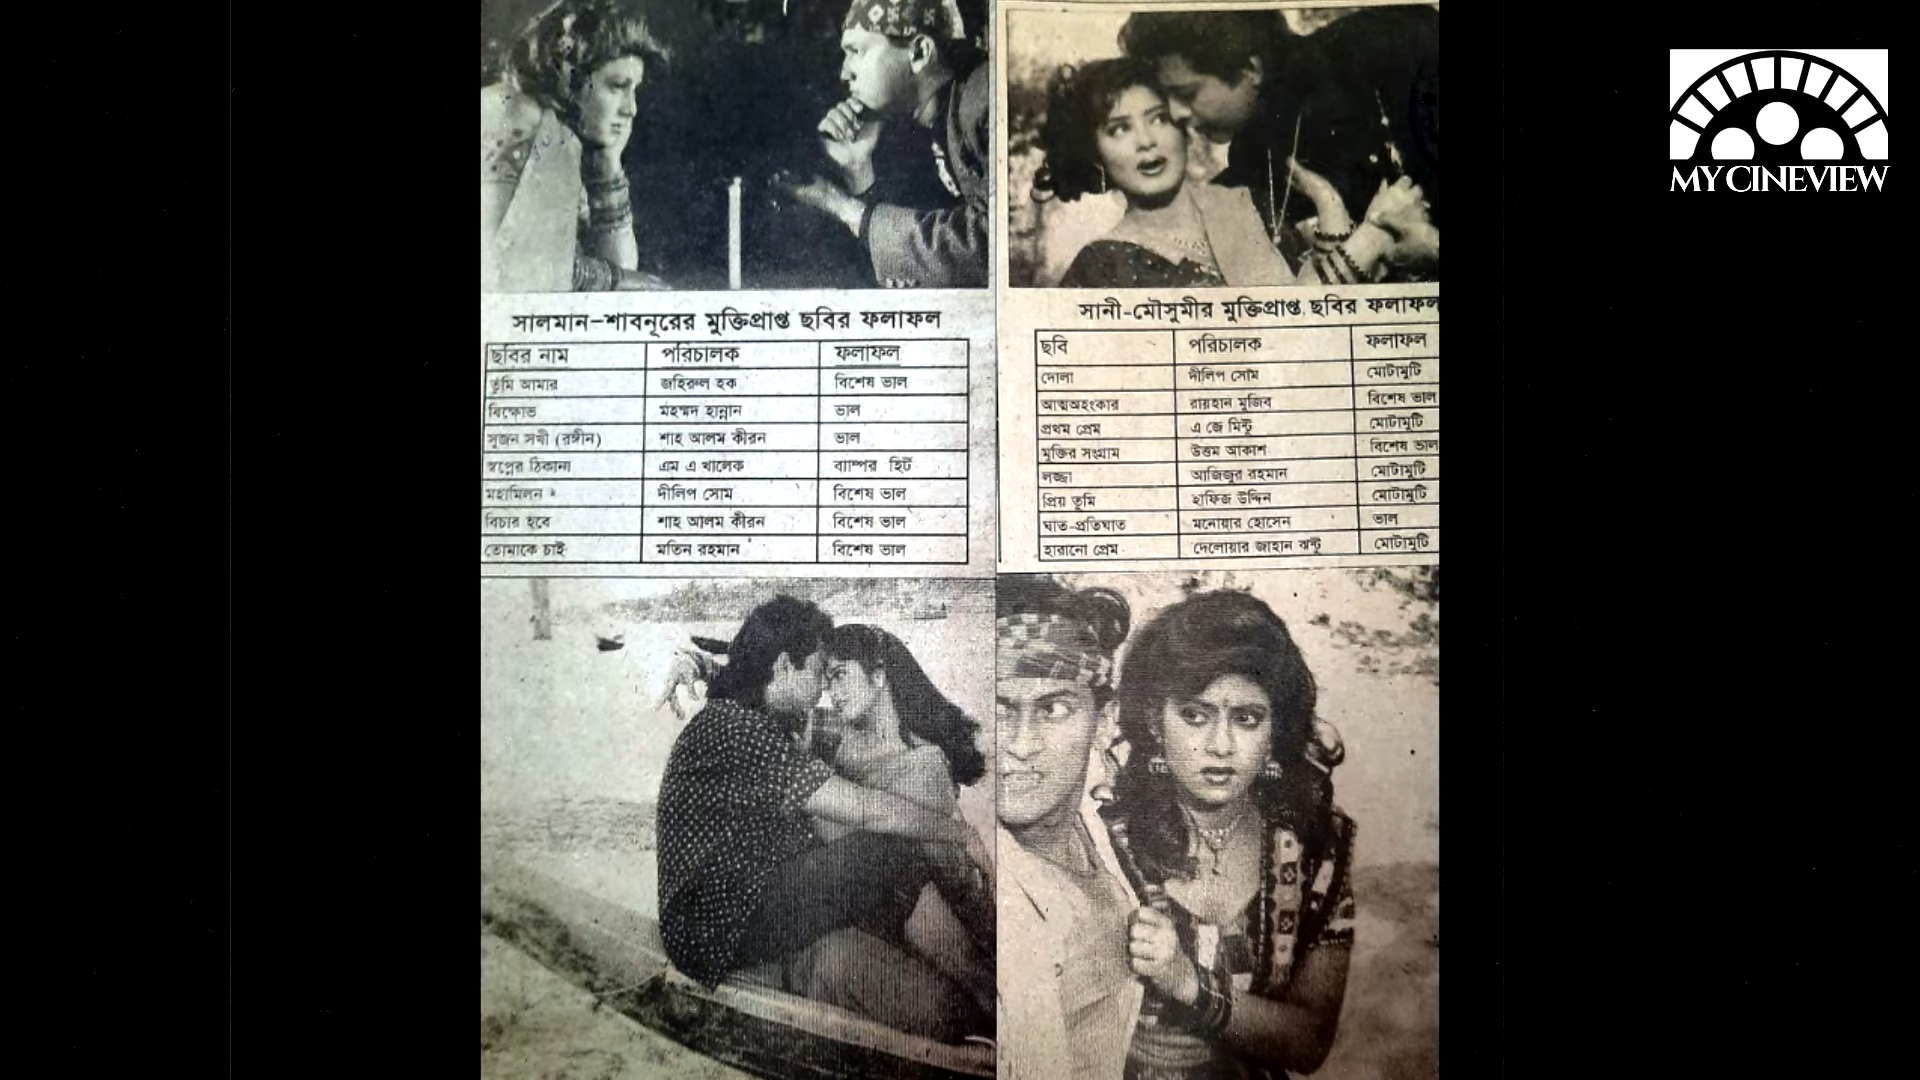 MY CINEVIEW
সালমান-শাবনূরের মুক্তিপ্রাপ্ত ছবির ফলাফল
ছবির নাম পরিচালক ফলাফল
তুমি আমার জহিরুল হক বিশেষ ভাল
বিক্ষোভ মহম্মদ হান্নান ভাল
সুজন সখী (রঙ্গীন) শাহ আলম কীরন ভাল
স্বপ্নের ঠিকানা এম এ খালেক বাম্পার হিট
মহামিলন দীলিপ সোম বিশেষ ভাল
বিচার হবে শাহ আলম কীরন বিশেষ ভাল
তোমাকে চাই মতিন রহমান বিশেষ ভাল
সানী-মৌসুমীর মুক্তিপ্রাপ্ত ছবির ফলাফল
ছবি পরিচালক ফলাফল
দোলা দীলিপ সোম মোটামুটি
আত্মঅহংকার রায়হান মুজিব বিশেষ ভাল
প্রথম প্রেম এ জে মিন্টু মোটামুটি
মুক্তির সংগ্রাম উত্তম আকাশ বিশেষ ভাল
লজ্জা আজিজুর রহমান মোটামুটি
প্রিয় তুমি হাফিজ উদ্দিন মোটামুটি
ঘাত-প্রতিঘাত মনোয়ার হোসেন ভাল
হারানো প্রেম দেলোয়ার জাহান ঝন্টু মোটামুটি